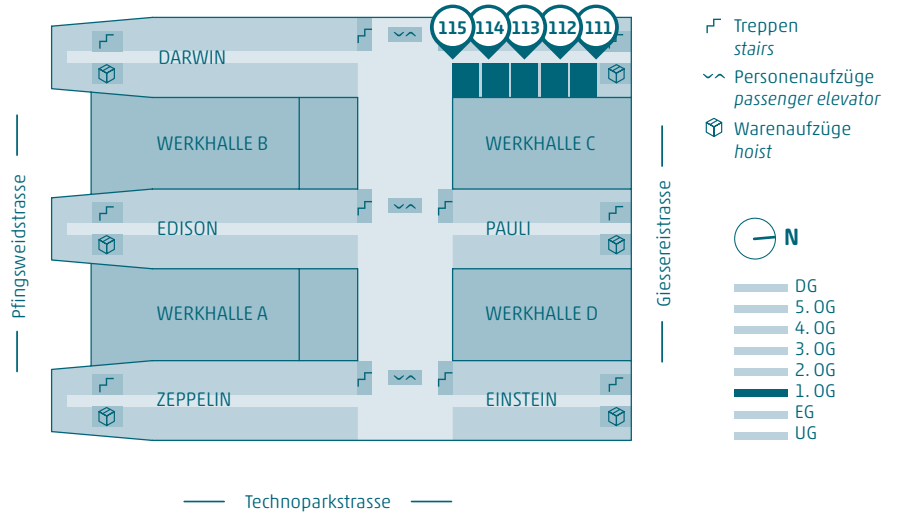 115 114 113 112 111
DARWIN
WERKHALLE B
WERKHALLE C
EDISON
PAULI
WERKHALLE A
WERKHALLE D
ZEPPELIN
EINSTEIN
Pfingsweidstrasse
Giessereistrasse
Technoparkstrasse
Treppen
stairs
Personenaufzüge
passenger elevator
Warenaufzüge
hoist
N
DG
5. OG
4. OG
3. OG
2. OG
1. OG
EG
UG